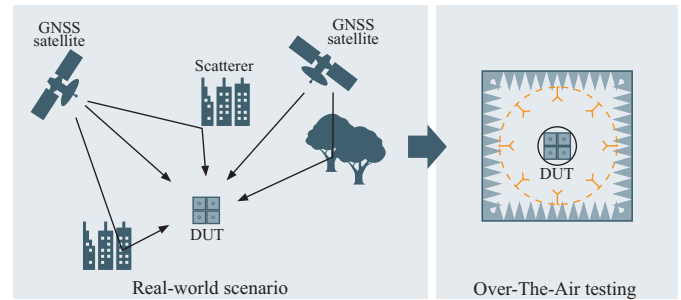 GNSS
satellite
GNSS
satellite
Scatterer
DUT
Real-world scenario
DUT
Over-The-Air testing